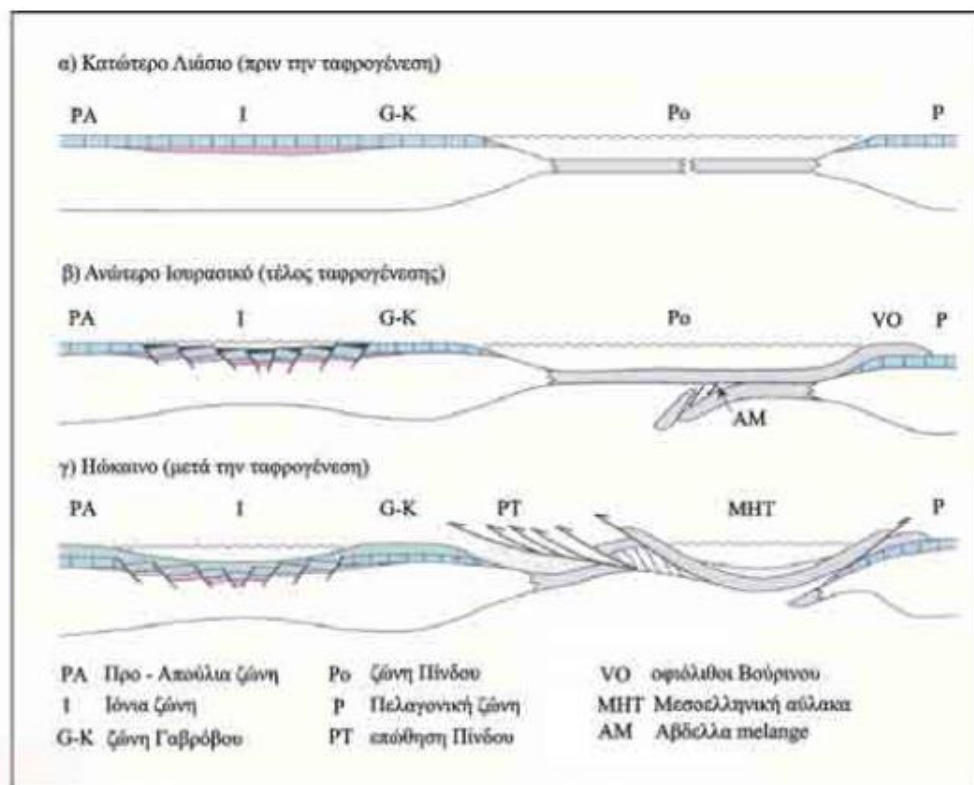 α) Κατώτερο Λιάσιο (πριν την ταφρογένεση)
PA I G-K Po P
β) Ανώτερο Ιουρασικό (τέλος ταφρογένεσης)
PA I G-K Po VO P
AM
γ) Ηώκαινο (μετά την ταφρογένεση)
PA I G-K PT MHT P
PA Προ - Απούλια ζώνη Po ζώνη Πίνδου VO οφιόλιθοι Βούρινου
I Ιόνια ζώνη P Πελαγονική ζώνη MHT Μεσοελληνική αύλακα
G-K ζώνη Γαβρόβου PT επώθηση Πίνδου AM Αβδελλα melange